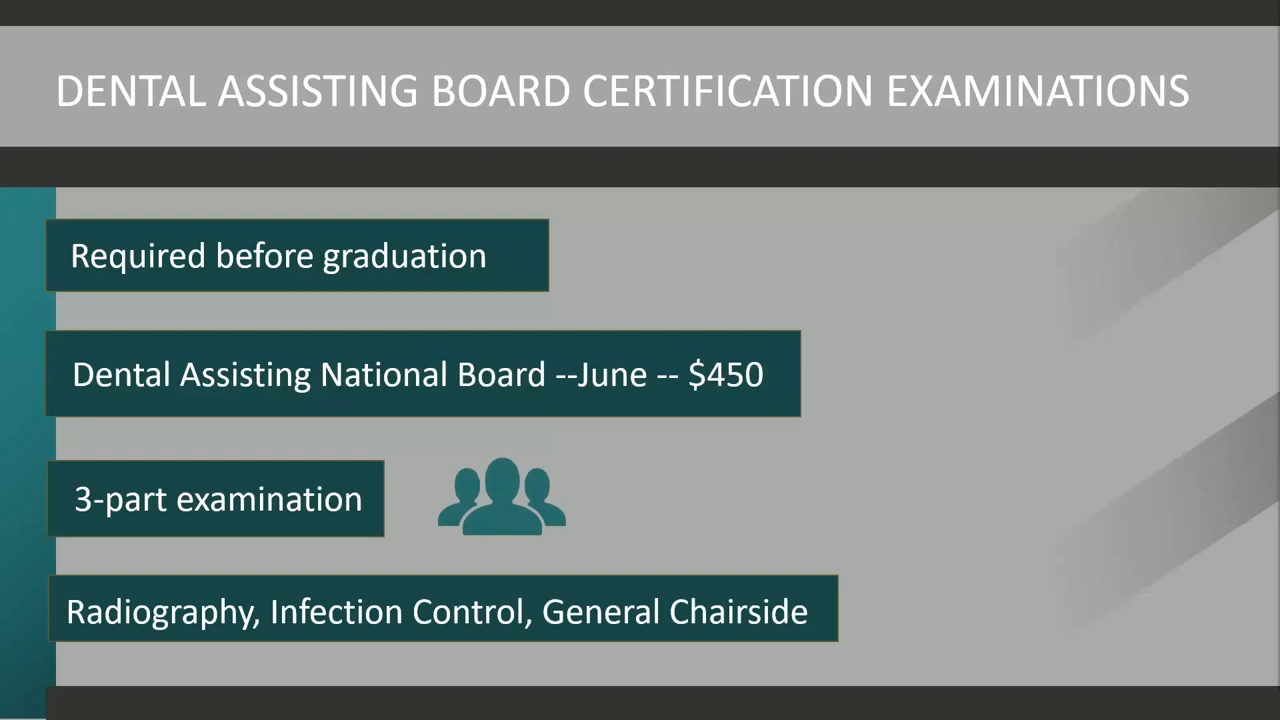 DENTAL ASSISTING BOARD CERTIFICATION EXAMINATIONS
Required before graduation
Dental Assisting National Board --June -- $450
3-part examination
Radiography, Infection Control, General Chairside